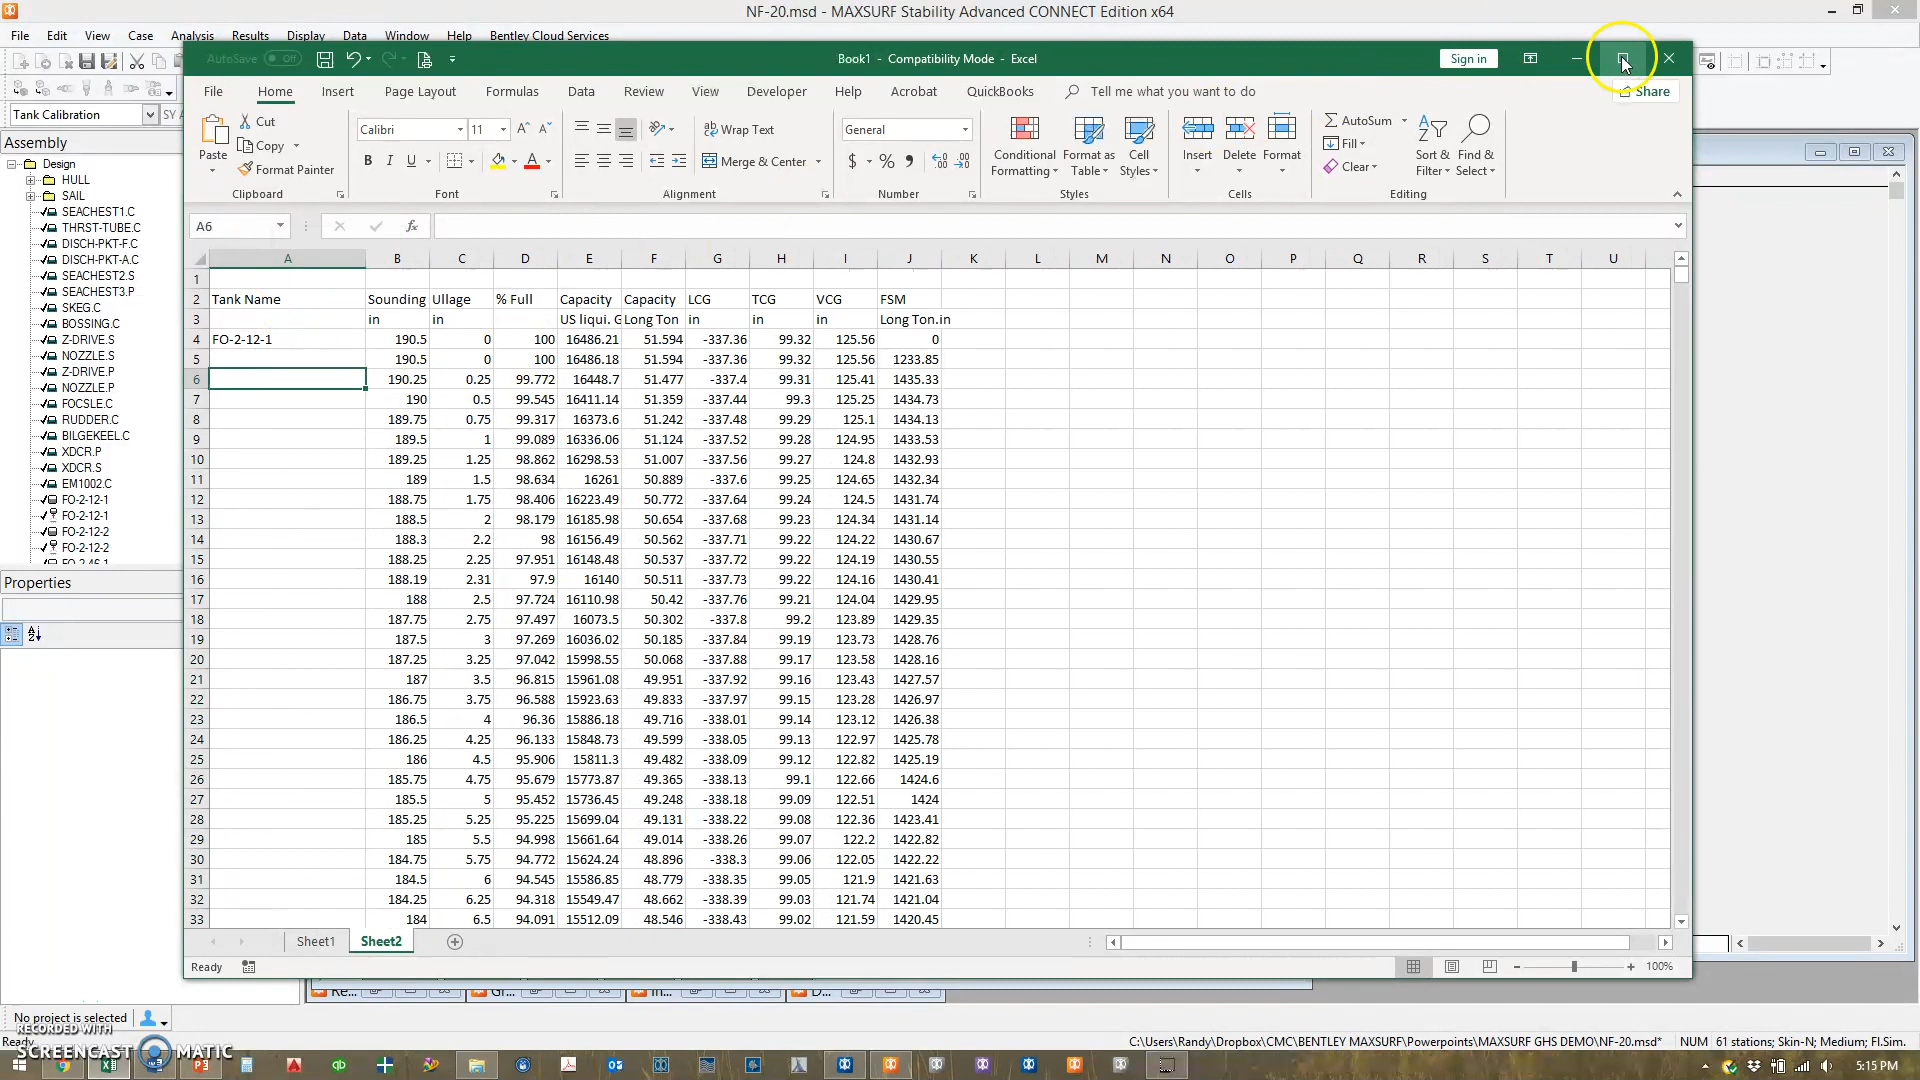 NF-20.msd - MAXSURF Stability Advanced CONNECT Edition x64
File Edit View Case Analysis Results Display Data Window Help Bentley Cloud Services
AutoSave Off
Book1 - Compatibility Mode - Excel
Sign in
File Home Insert Page Layout Formulas Data Review View Developer Help Acrobat QuickBooks Tell me what you want to do
Share
Tank Calibration
Paste
Cut
Copy
Format Painter
Calibri 11
B I U
Wrap Text
Merge & Center
General
$ %
Conditional Formatting
Format as Table
Cell Styles
Insert Delete Format
AutoSum
Fill
Clear
Sort & Filter
Find & Select
Clipboard Font Alignment Number Styles Cells Editing
Assembly
Design
HULL
SAIL
SEACHEST1.C
THRST-TUBE.C
DISCH-PKT-F.C
DISCH-PKT-A.C
SEACHEST2.S
SEACHEST3.P
SKEG.C
BOSSING.C
Z-DRIVE.S
NOZZLE.S
Z-DRIVE.P
NOZZLE.P
FOCSLE.C
RUDDER.C
BILGEKEEL.C
XDCR.P
XDCR.S
EM1002.C
FO-2-12-1
FO-2-12-1
FO-2-12-2
FO-2-12-2
Properties
A6 fx
A B C D E F G H I J K L M N O P Q R S T U
1
2 Tank Name Sounding Ullage % Full Capacity Capacity LCG TCG VCG FSM
3 in in US liqui. G Long Ton in in in Long Ton.in
4 FO-2-12-1 190.5 0 100 16486.21 51.594 -337.36 99.32 125.56 0
5 190.5 0 100 16486.18 51.594 -337.36 99.32 125.56 1233.85
6 190.25 0.25 99.772 16448.7 51.477 -337.4 99.31 125.41 1435.33
7 190 0.5 99.545 16411.14 51.359 -337.44 99.3 125.25 1434.73
8 189.75 0.75 99.317 16373.6 51.242 -337.48 99.29 125.1 1434.13
9 189.5 1 99.089 16336.06 51.124 -337.52 99.28 124.95 1433.53
10 189.25 1.25 98.862 16298.53 51.007 -337.56 99.27 124.8 1432.93
11 189 1.5 98.634 16261 50.889 -337.6 99.25 124.65 1432.34
12 188.75 1.75 98.406 16223.49 50.772 -337.64 99.24 124.5 1431.74
13 188.5 2 98.179 16185.98 50.654 -337.68 99.23 124.34 1431.14
14 188.3 2.2 98 16156.49 50.562 -337.71 99.22 124.22 1430.67
15 188.25 2.25 97.951 16148.48 50.537 -337.72 99.22 124.19 1430.55
16 188.19 2.31 97.9 16140 50.511 -337.73 99.22 124.16 1430.41
17 188 2.5 97.724 16110.98 50.42 -337.76 99.21 124.04 1429.95
18 187.75 2.75 97.497 16073.5 50.302 -337.8 99.2 123.89 1429.35
19 187.5 3 97.269 16036.02 50.185 -337.84 99.19 123.73 1428.76
20 187.25 3.25 97.042 15998.55 50.068 -337.88 99.17 123.58 1428.16
21 187 3.5 96.815 15961.08 49.951 -337.92 99.16 123.43 1427.57
22 186.75 3.75 96.588 15923.63 49.833 -337.97 99.15 123.28 1426.97
23 186.5 4 96.36 15886.18 49.716 -338.01 99.14 123.12 1426.38
24 186.25 4.25 96.133 15848.73 49.599 -338.05 99.13 122.97 1425.78
25 186 4.5 95.906 15811.3 49.482 -338.09 99.12 122.82 1425.19
26 185.75 4.75 95.679 15773.87 49.365 -338.13 99.1 122.66 1424.6
27 185.5 5 95.452 15736.45 49.248 -338.18 99.09 122.51 1424
28 185.25 5.25 95.225 15699.04 49.131 -338.22 99.08 122.36 1423.41
29 185 5.5 94.998 15661.64 49.014 -338.26 99.07 122.2 1422.82
30 184.75 5.75 94.772 15624.24 48.896 -338.3 99.06 122.05 1422.22
31 184.5 6 94.545 15586.85 48.779 -338.35 99.05 121.9 1421.63
32 184.25 6.25 94.318 15549.47 48.662 -338.39 99.03 121.74 1421.04
33 184 6.5 94.091 15512.09 48.546 -338.43 99.02 121.59 1420.45
Sheet1 Sheet2
Ready 100%
Re... Gr... In... D...
No project is selected
RECORDED WITH
SCREENCAST MATIC
Ready
C:\Users\Randy\Dropbox\CMC\BENTLEY MAXSURF\Powerpoints\MAXSURF GHS DEMO\NF-20.msd* NUM 61 stations; Skin-N; Medium; Fl.Sim.
5:15 PM